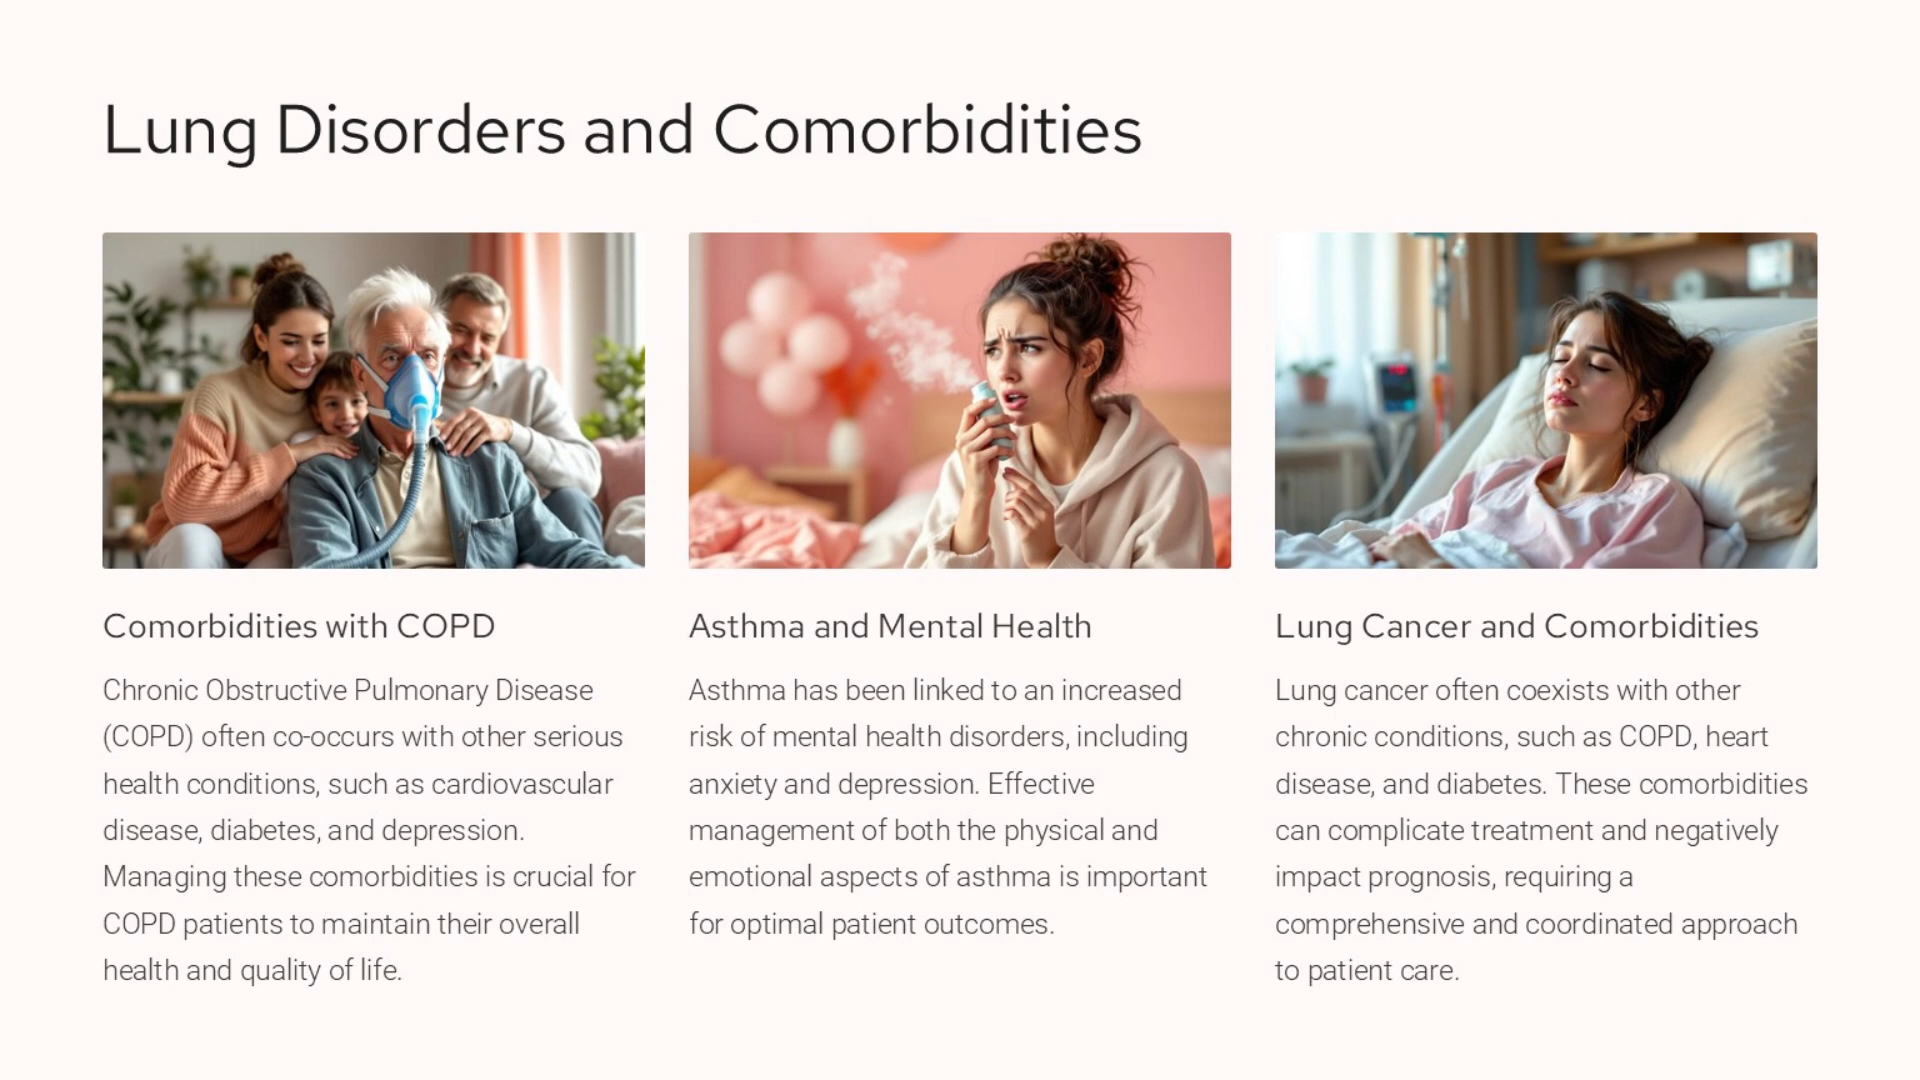 Lung Disorders and Comorbidities
Comorbidities with COPD
Chronic Obstructive Pulmonary Disease
(COPD) often co-occurs with other serious
health conditions, such as cardiovascular
disease, diabetes, and depression.
Managing these comorbidities is crucial for
COPD patients to maintain their overall
health and quality of life.
Asthma and Mental Health
Asthma has been linked to an increased
risk of mental health disorders, including
anxiety and depression. Effective
management of both the physical and
emotional aspects of asthma is important
for optimal patient outcomes.
Lung Cancer and Comorbidities
Lung cancer often coexists with other
chronic conditions, such as COPD, heart
disease, and diabetes. These comorbidities
can complicate treatment and negatively
impact prognosis, requiring a
comprehensive and coordinated approach
to patient care.